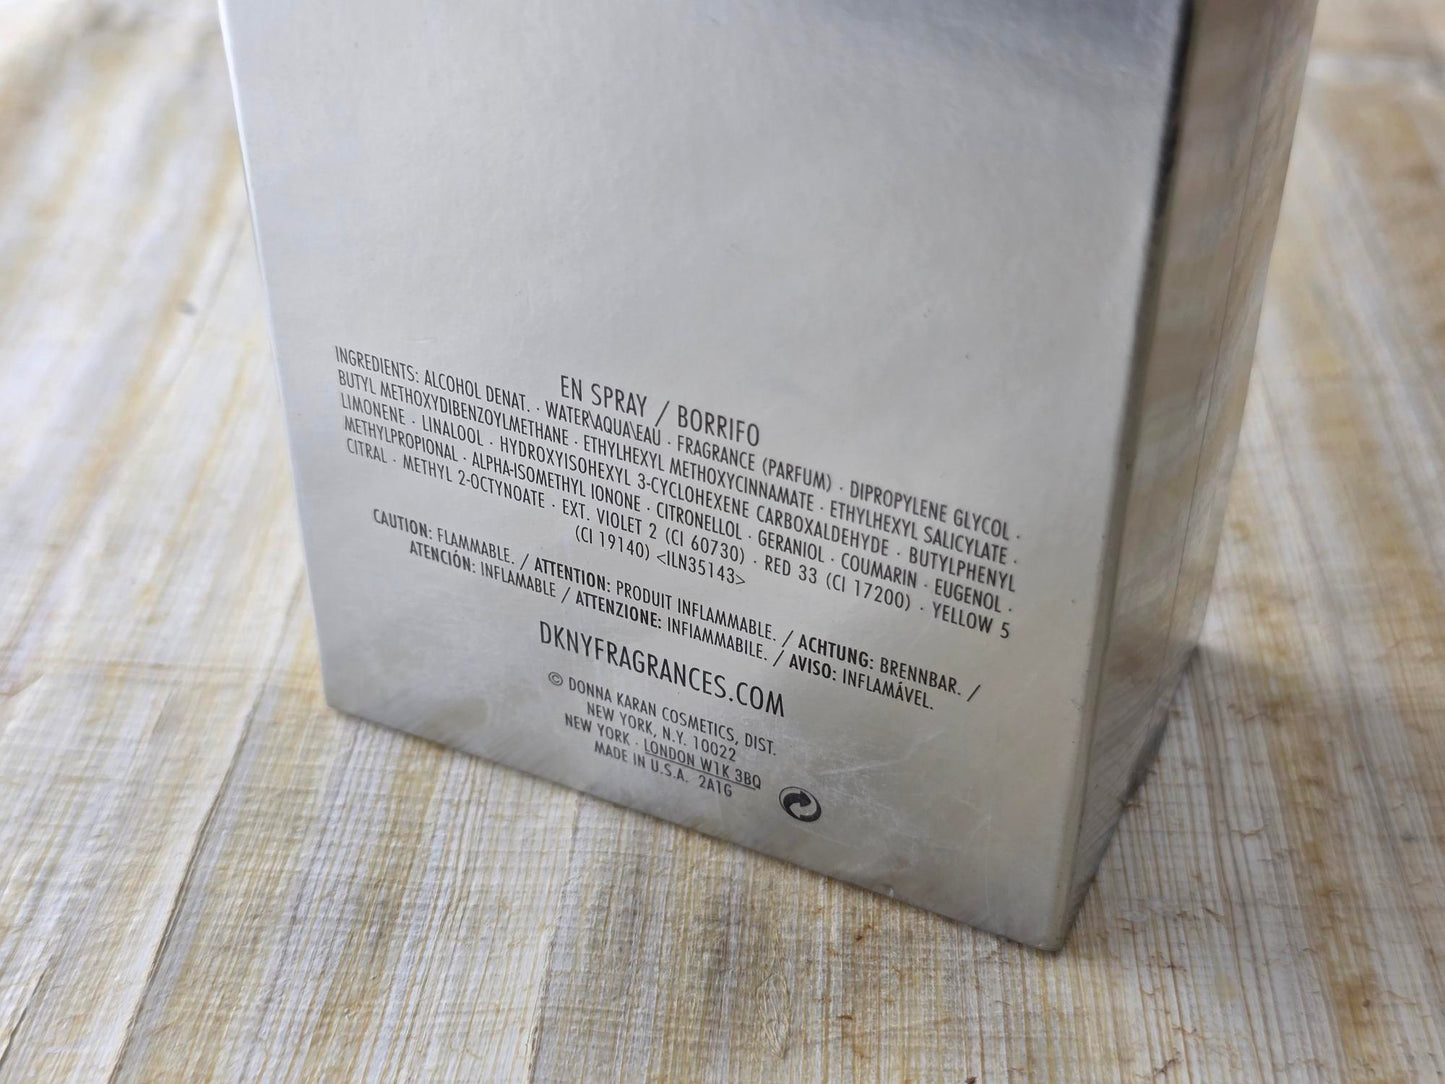 EN SPRAY / BORRIFO
INGREDIENTS: ALCOHOL DENAT. · WATER\AQUA\EAU · FRAGRANCE (PARFUM) · DIPROPYLENE GLYCOL ·
BUTYL METHOXYDIBENZOYLMETHANE · ETHYLHEXYL METHOXYCINNAMATE · ETHYLHEXYL SALICYLATE ·
LIMONENE · LINALOOL · HYDROXYISOHEXYL 3-CYCLOHEXENE CARBOXALDEHYDE · BUTYLPHENYL
METHYLPROPIONAL · ALPHA-ISOMETHYL IONONE · CITRONELLOL · GERANIOL · COUMARIN · EUGENOL ·
CITRAL · METHYL 2-OCTYNOATE · EXT. VIOLET 2 (CI 60730) · RED 33 (CI 17200) · YELLOW 5
(CI 19140) <ILN35143>
CAUTION: FLAMMABLE. / ATTENTION: PRODUIT INFLAMMABLE. / ACHTUNG: BRENNBAR. /
ATENCIÓN: INFLAMABLE / ATTENZIONE: INFIAMMABILE. / AVISO: INFLAMÁVEL.
DKNYFRAGRANCES.COM
© DONNA KARAN COSMETICS, DIST.
NEW YORK, N.Y. 10022
NEW YORK · LONDON W1K 3BQ
MADE IN U.S.A. 2A1G